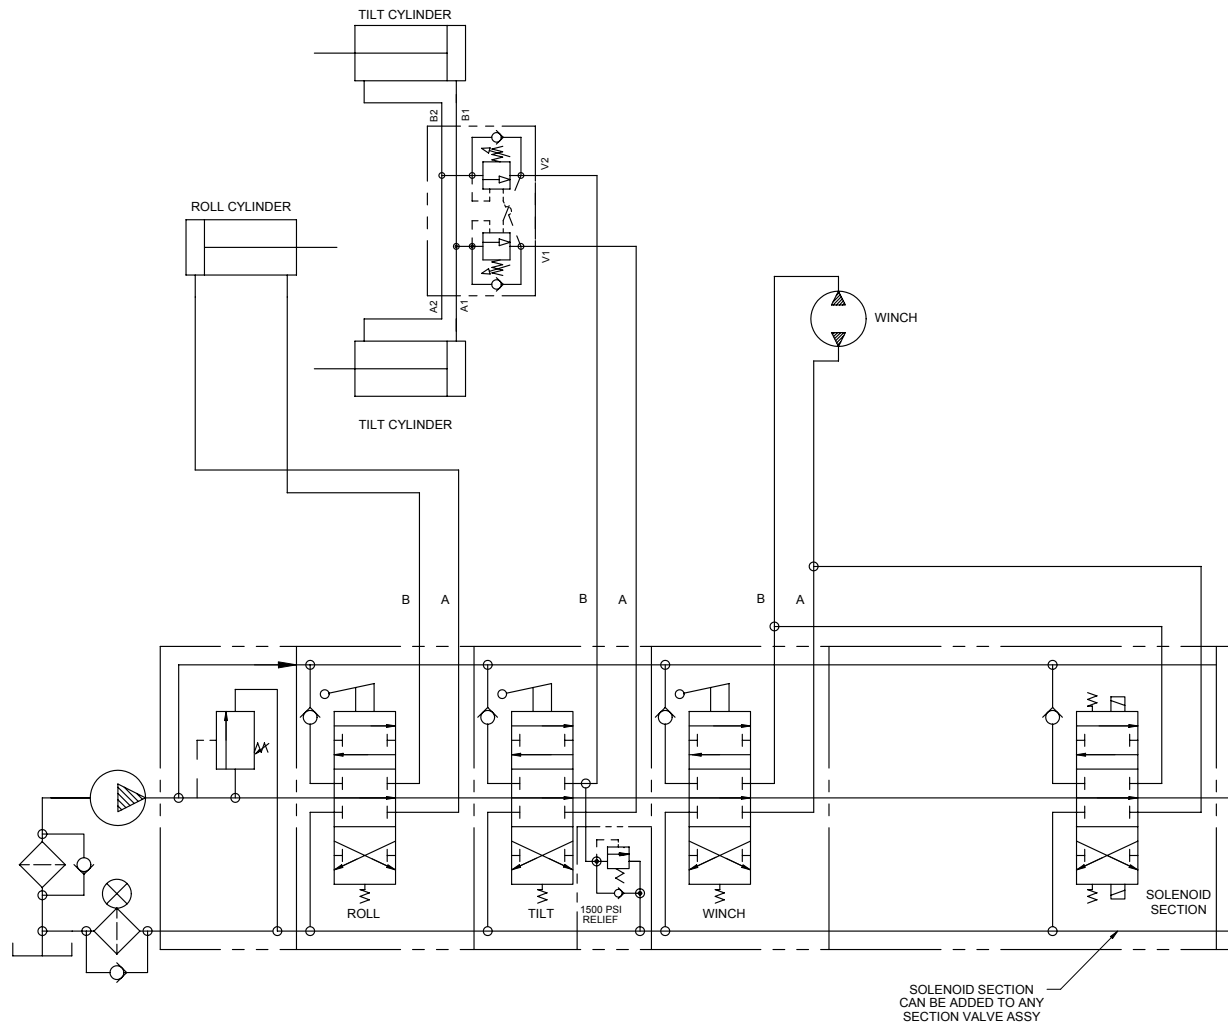 TILT CYLINDER
B2
B1
V2
ROLL CYLINDER
V1
A2
A1
WINCH
TILT CYLINDER
B
A
B
A
B
A
ROLL
TILT
1500 PSI
RELIEF
WINCH
SOLENOID
SECTION
SOLENOID SECTION
CAN BE ADDED TO ANY
SECTION VALVE ASSY